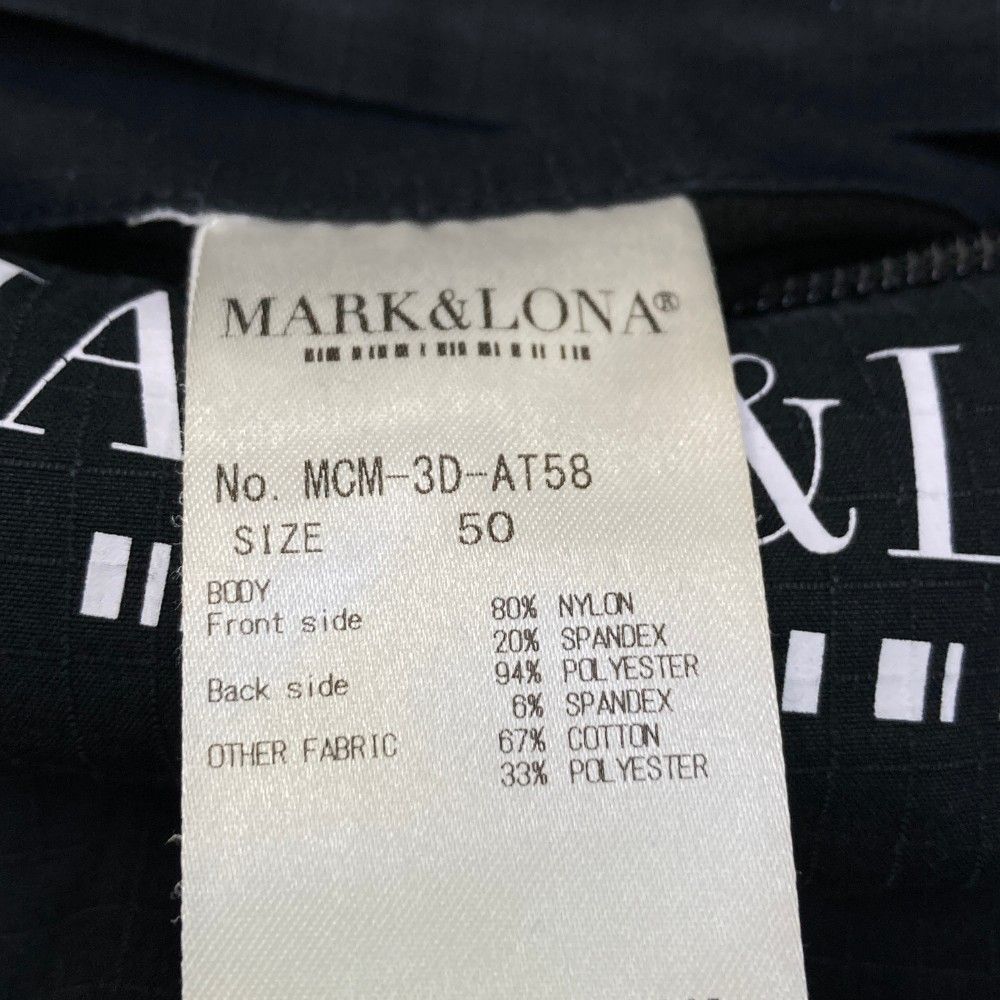 MARK&LONA®
No. MCM-3D-AT58
SIZE 50
BODY
Front side 80% NYLON
20% SPANDEX
Back side 94% POLYESTER
6% SPANDEX
OTHER FABRIC 67% COTTON
33% POLYESTER
A & L